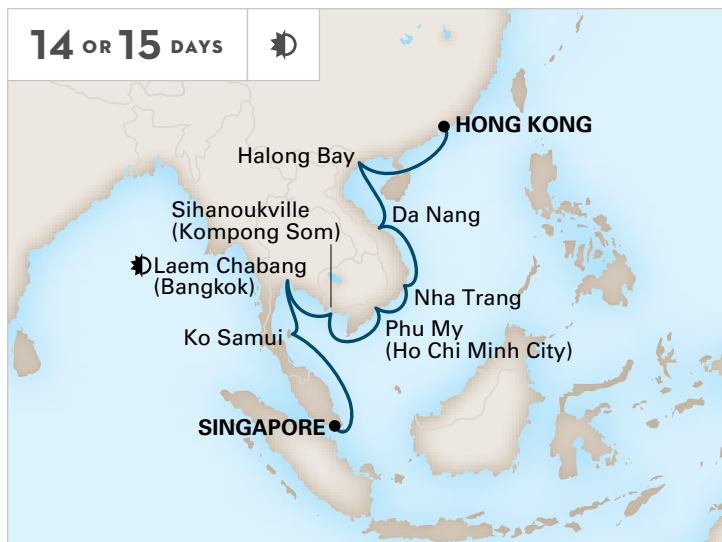 14 OR 15 DAYS
HONG KONG
Halong Bay
Sihanoukville
(Kompong Som)
Da Nang
Laem Chabang
(Bangkok)
Nha Trang
Ko Samui
Phu My
(Ho Chi Minh City)
SINGAPORE